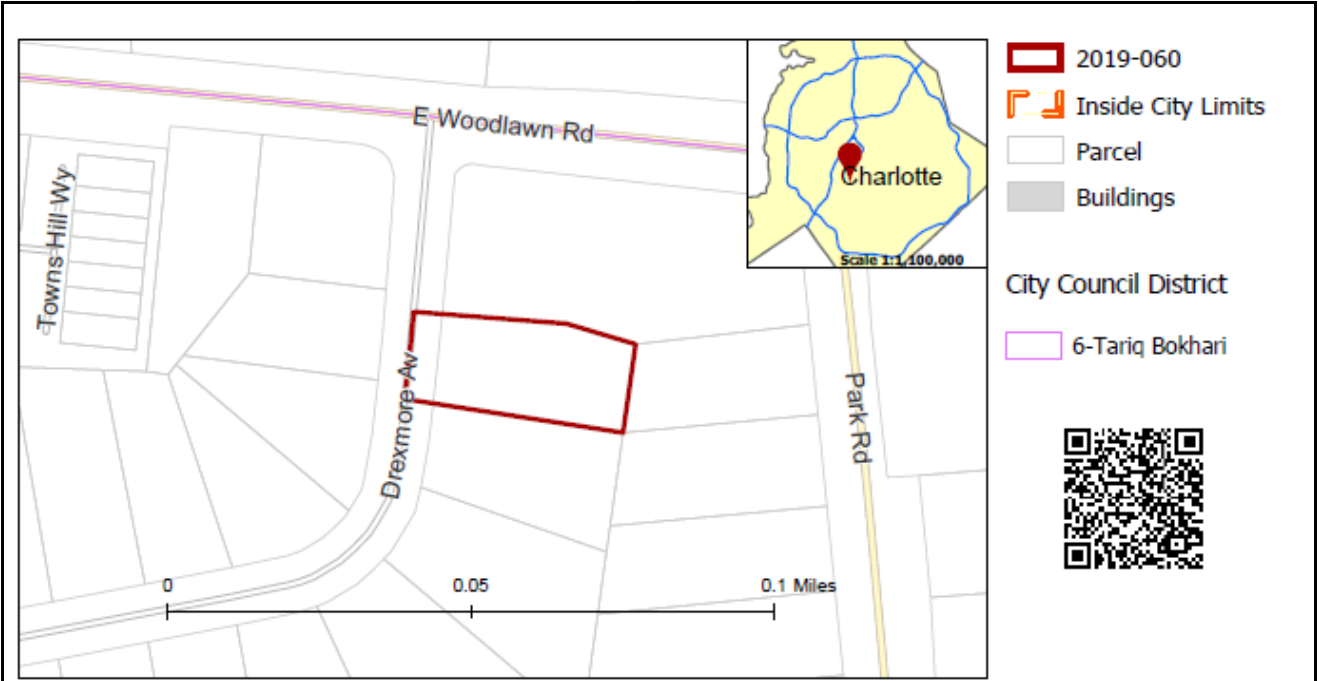 E Woodlawn Rd
Towns Hill Wy
Drexmore Av
Park Rd
0
0.05
0.1 Miles
Charlotte
Scale 1:1,100,000
2019-060
Inside City Limits
Parcel
Buildings
City Council District
6-Tariq Bokhari